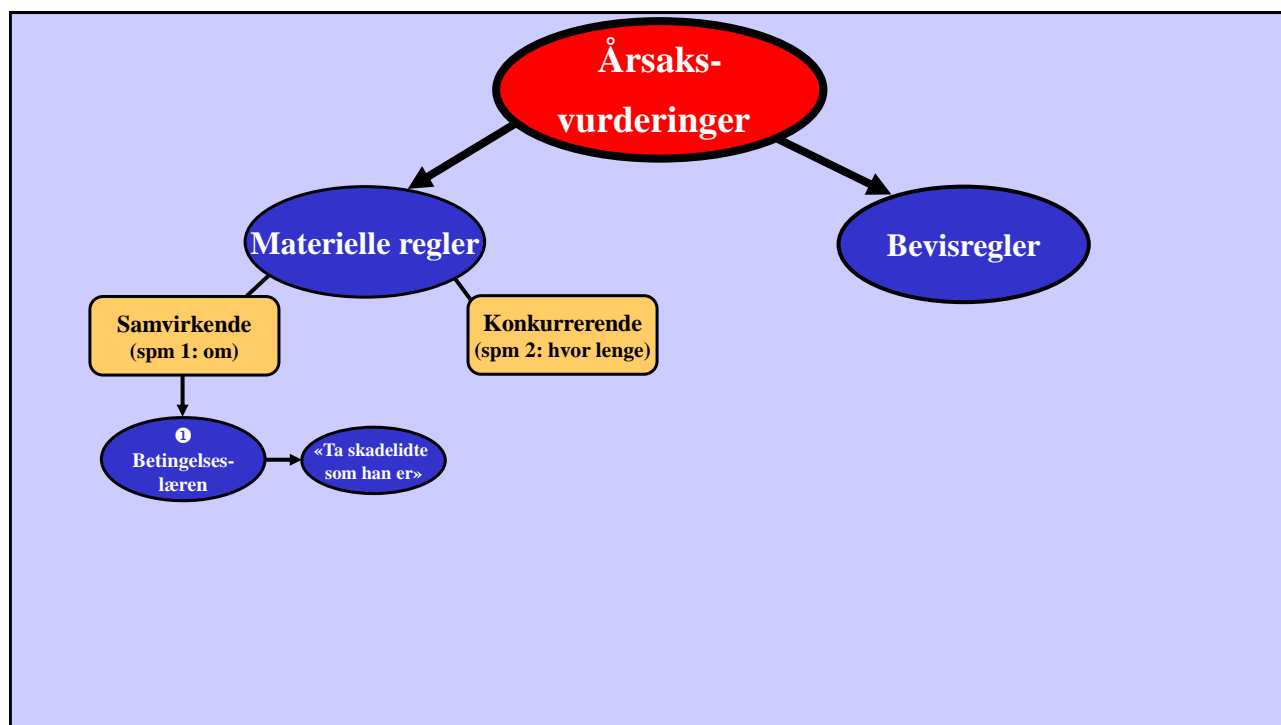 Årsaks-
vurderinger
Materielle regler
Bevisregler
Samvirkende
(spm 1: om)
Konkurrerende
(spm 2: hvor lenge)
❶
Betingelses-
læren
«Ta skadelidte
som han er»